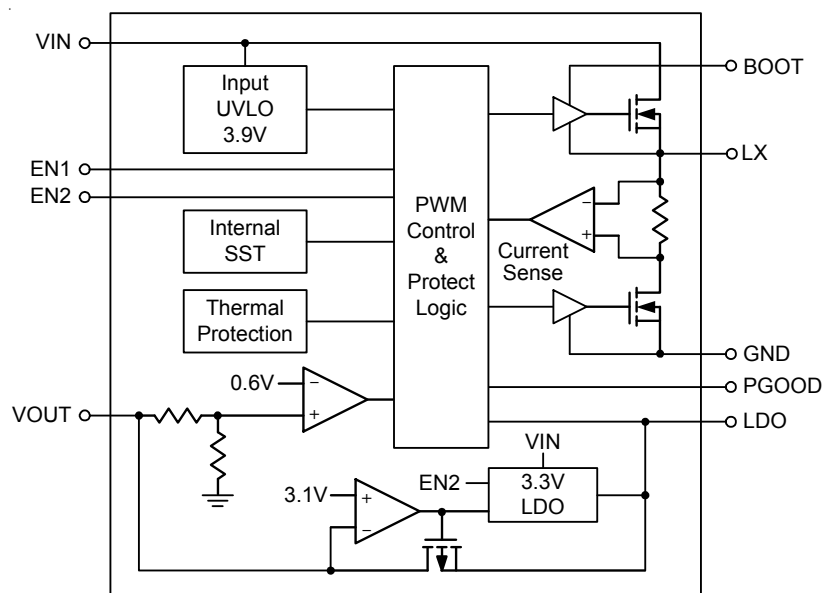 VIN
BOOT
Input
UVLO
3.9V
LX
EN1
EN2
PWM
Control
&
Protect
Logic
−
+
Current
Sense
Internal
SST
Thermal
Protection
GND
PGOOD
0.6V
−
+
VOUT
LDO
VIN
EN2
3.3V
LDO
3.1V
+
−